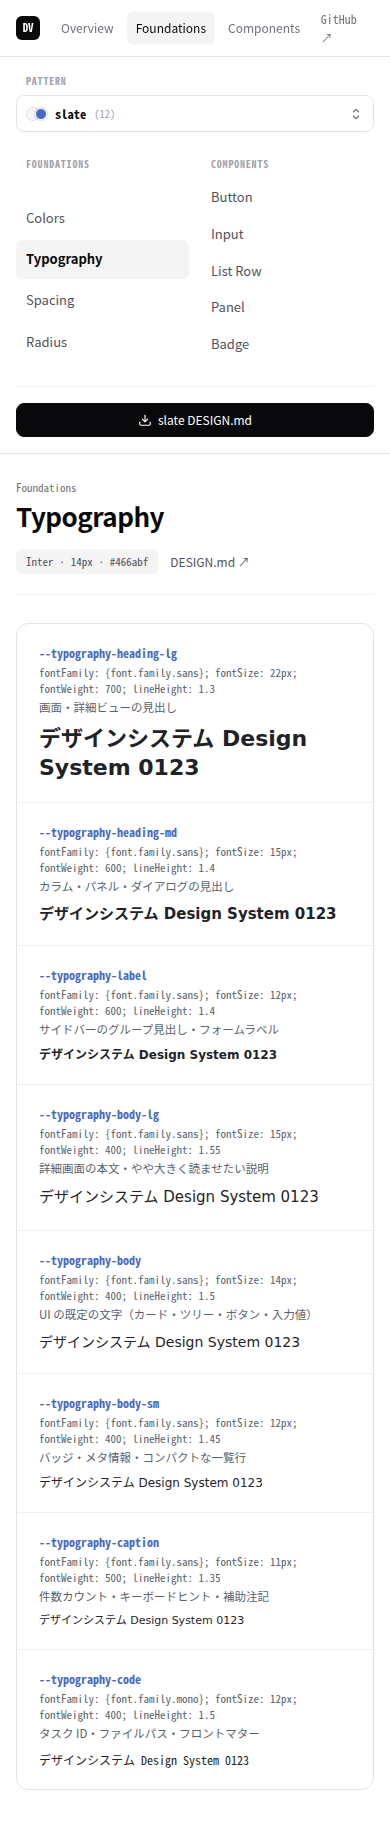 DV
Overview
Foundations
Components
GitHub
↗
PATTERN
slate (12)
FOUNDATIONS
Colors
Typography
Spacing
Radius
COMPONENTS
Button
Input
List Row
Panel
Badge
slate DESIGN.md
Foundations
Typography
Inter · 14px · #466abf
DESIGN.md ↗
--typography-heading-lg
fontFamily: {font.family.sans}; fontSize: 22px;
fontWeight: 700; lineHeight: 1.3
画面・詳細ビューの見出し
デザインシステム Design
System 0123
--typography-heading-md
fontFamily: {font.family.sans}; fontSize: 15px;
fontWeight: 600; lineHeight: 1.4
カラム・パネル・ダイアログの見出し
デザインシステム Design System 0123
--typography-label
fontFamily: {font.family.sans}; fontSize: 12px;
fontWeight: 600; lineHeight: 1.4
サイドバーのグループ見出し・フォームラベル
デザインシステム Design System 0123
--typography-body-lg
fontFamily: {font.family.sans}; fontSize: 15px;
fontWeight: 400; lineHeight: 1.55
詳細画面の本文・やや大きく読ませたい説明
デザインシステム Design System 0123
--typography-body
fontFamily: {font.family.sans}; fontSize: 14px;
fontWeight: 400; lineHeight: 1.5
UI の既定の文字（カード・ツリー・ボタン・入力値）
デザインシステム Design System 0123
--typography-body-sm
fontFamily: {font.family.sans}; fontSize: 12px;
fontWeight: 400; lineHeight: 1.45
バッジ・メタ情報・コンパクトな一覧行
デザインシステム Design System 0123
--typography-caption
fontFamily: {font.family.sans}; fontSize: 11px;
fontWeight: 500; lineHeight: 1.35
件数カウント・キーボードヒント・補助注記
デザインシステム Design System 0123
--typography-code
fontFamily: {font.family.mono}; fontSize: 12px;
fontWeight: 400; lineHeight: 1.5
タスク ID・ファイルパス・フロントマター
デザインシステム Design System 0123